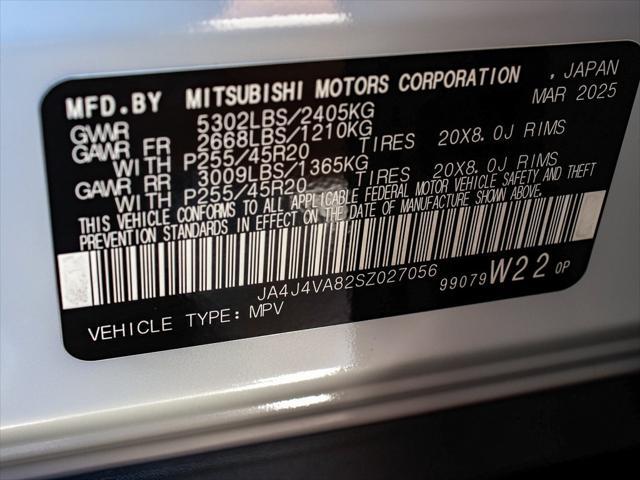 MFD.BY MITSUBISHI MOTORS CORPORATION , JAPAN
MAR 2025
GVWR 5302LBS/2405KG
GAWR FR 2668LBS/1210KG
WITH P255/45R20 TIRES 20X8.0J RIMS
GAWR RR 3009LBS/1365KG
WITH P255/45R20 TIRES 20X8.0J RIMS
THIS VEHICLE CONFORMS TO ALL APPLICABLE FEDERAL MOTOR VEHICLE SAFETY AND THEFT
PREVENTION STANDARDS IN EFFECT ON THE DATE OF MANUFACTURE SHOWN ABOVE.
JA4J4VA82SZ027056
99079 W22 0P
VEHICLE TYPE: MPV